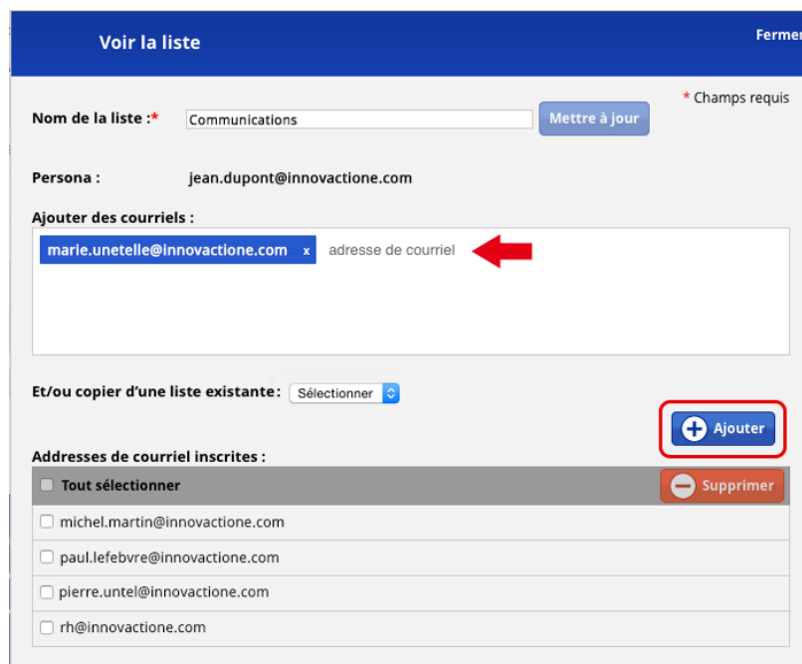 Voir la liste
Fermer
* Champs requis
Nom de la liste :*
Communications
Mettre à jour
Persona :
jean.dupont@innovactione.com
Ajouter des courriels :
marie.unetelle@innovactione.com x adresse de courriel
Et/ou copier d'une liste existante: Sélectionner
Ajouter
Addresses de courriel inscrites :
Tout sélectionner
Supprimer
michel.martin@innovactione.com
paul.lefebvre@innovactione.com
pierre.untel@innovactione.com
rh@innovactione.com